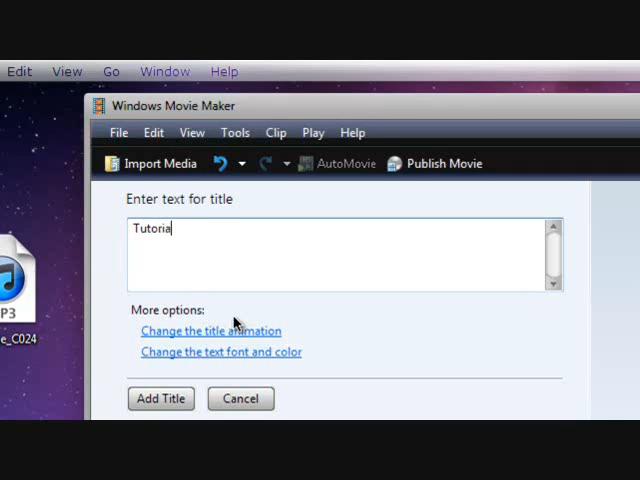 Edit View Go Window Help
Windows Movie Maker
File Edit View Tools Clip Play Help
Import Media AutoMovie Publish Movie
Enter text for title
Tutoria
More options:
Change the title animation
Change the text font and color
Add Title Cancel
P3
e_C024